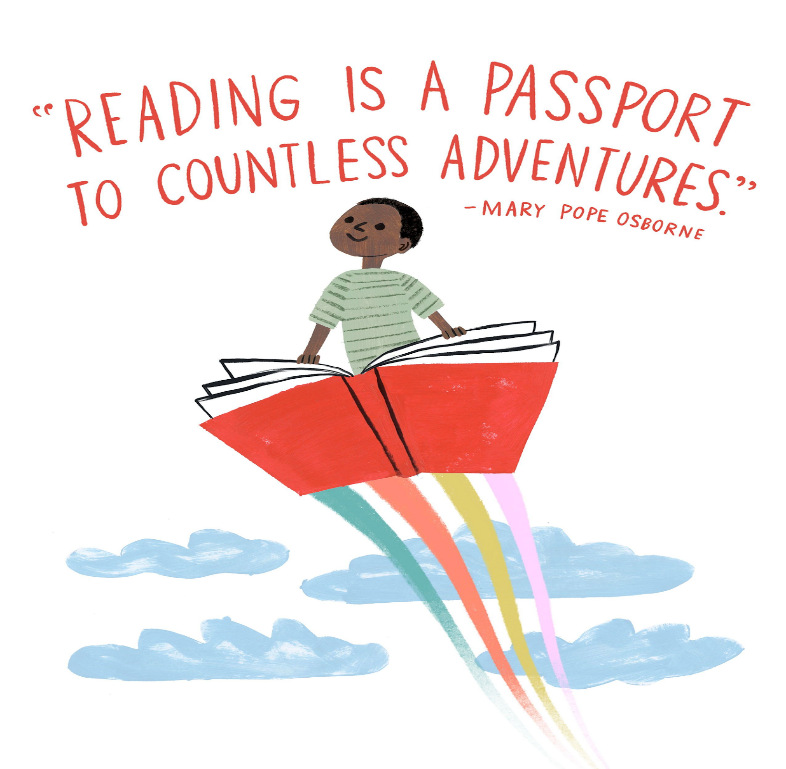 “READING IS A PASSPORT
TO COUNTLESS ADVENTURES.”
-MARY POPE OSBORNE